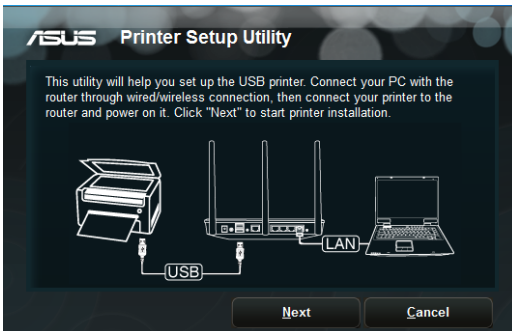 ASUS Printer Setup Utility
This utility will help you set up the USB printer. Connect your PC with the
router through wired/wireless connection, then connect your printer to the
router and power on it. Click "Next" to start printer installation.
LAN
USB
Next Cancel